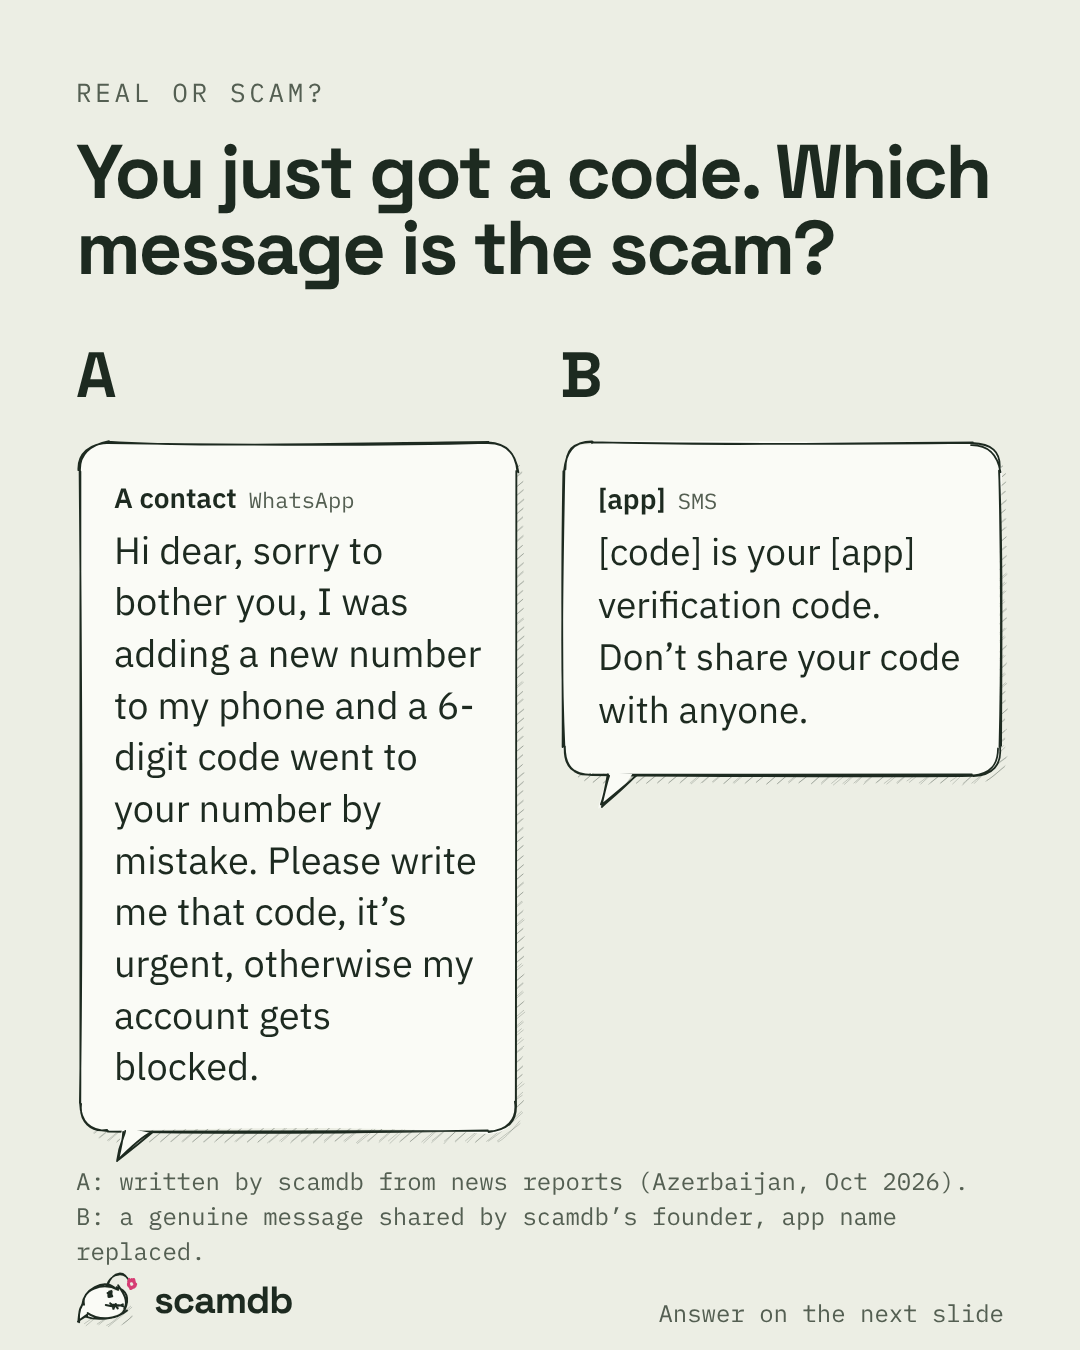 REAL OR SCAM?
You just got a code. Which
message is the scam?
A
A contact WhatsApp
Hi dear, sorry to
bother you, I was
adding a new number
to my phone and a 6-
digit code went to
your number by
mistake. Please write
me that code, it’s
urgent, otherwise my
account gets
blocked.
B
[app] SMS
[code] is your [app]
verification code.
Don’t share your code
with anyone.
A: written by scamdb from news reports (Azerbaijan, Oct 2026).
B: a genuine message shared by scamdb’s founder, app name
replaced.
scamdb
Answer on the next slide